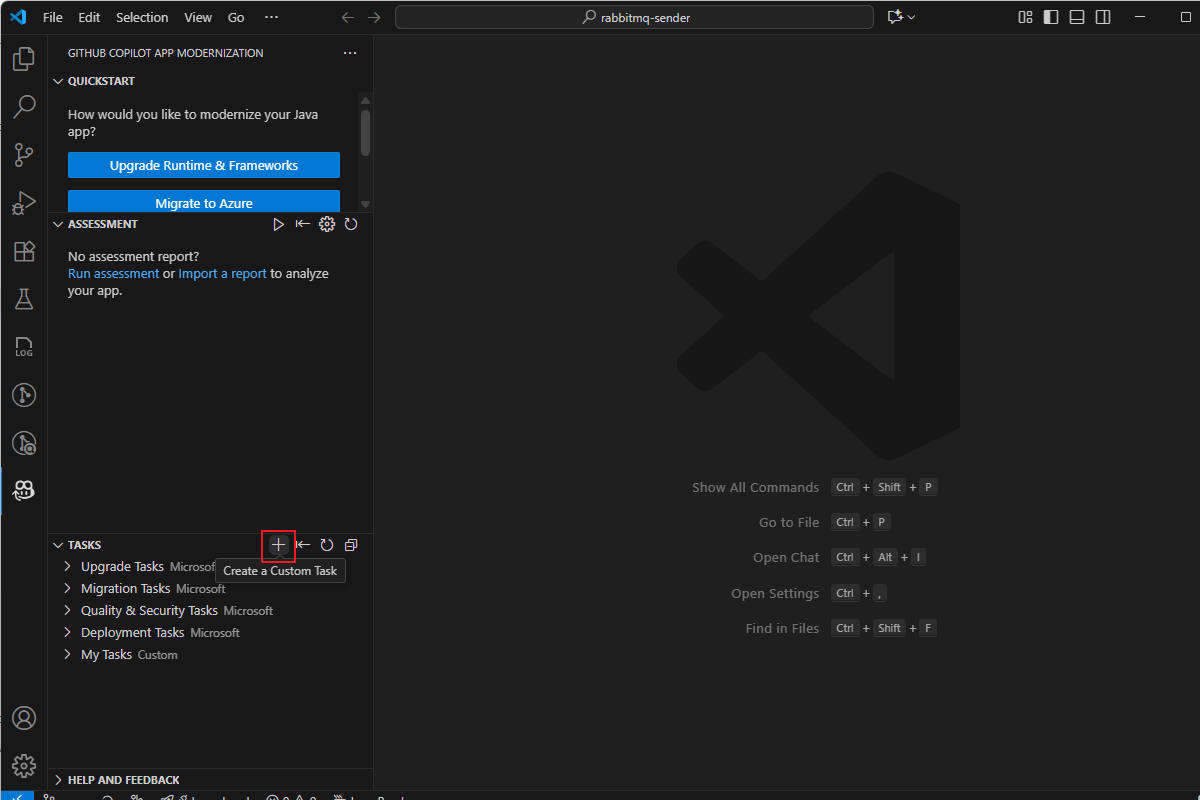 File Edit Selection View Go ···
rabbitmq-sender
GITHUB COPILOT APP MODERNIZATION
QUICKSTART
How would you like to modernize your Java
app?
Upgrade Runtime & Frameworks
Migrate to Azure
ASSESSMENT
No assessment report?
Run assessment or Import a report to analyze
your app.
LOG
Show All Commands Ctrl + Shift + P
Go to File Ctrl + P
Open Chat Ctrl + Alt + I
Open Settings Ctrl + ,
Find in Files Ctrl + Shift + F
TASKS
Upgrade Tasks
Create a Custom Task
Migration Tasks Microsoft
Quality & Security Tasks Microsoft
Deployment Tasks Microsoft
My Tasks Custom
HELP AND FEEDBACK